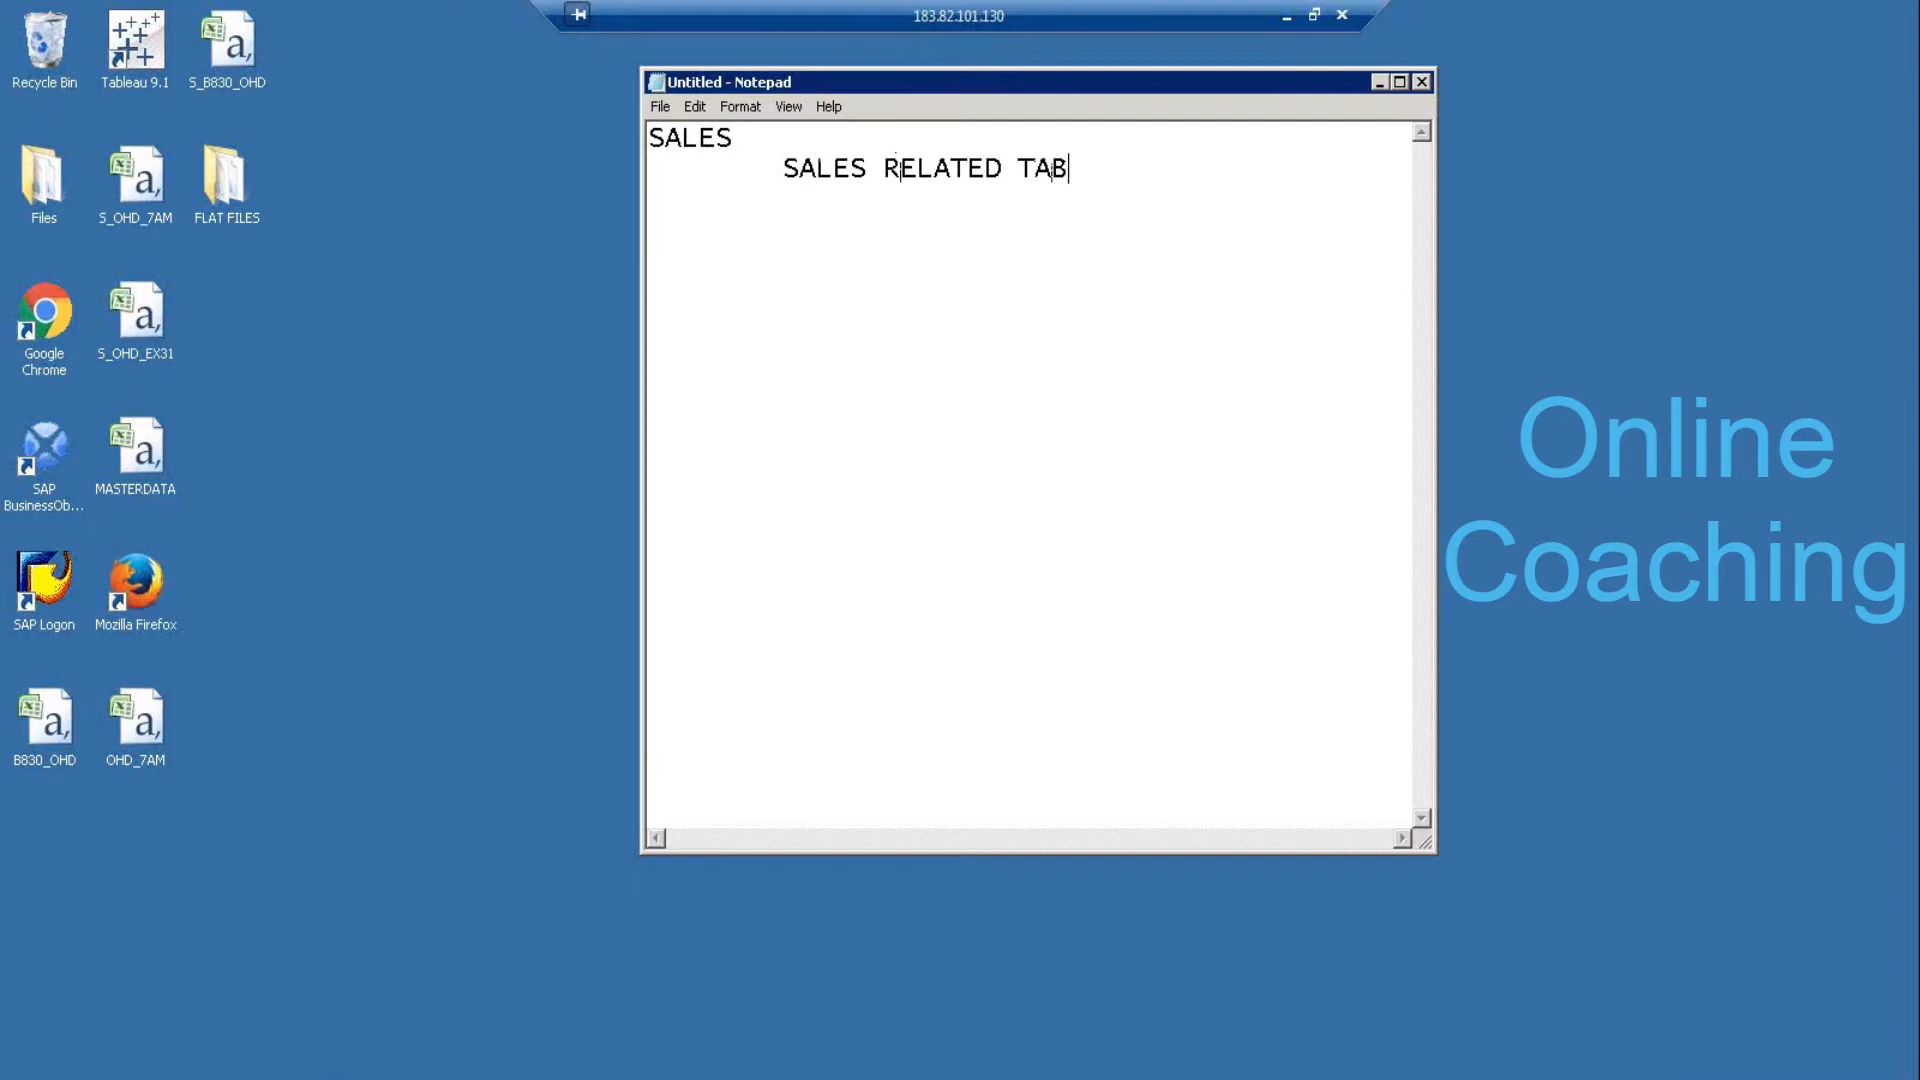 183.82.101.130
Recycle Bin
Tableau 9.1
S_B830_OHD
Untitled - Notepad
File Edit Format View Help
SALES
SALES RELATED TAB
Files
S_OHD_7AM
FLAT FILES
Google
Chrome
S_OHD_EX31
SAP
BusinessOb...
MASTERDATA
SAP Logon
Mozilla Firefox
B830_OHD
OHD_7AM
Online
Coaching